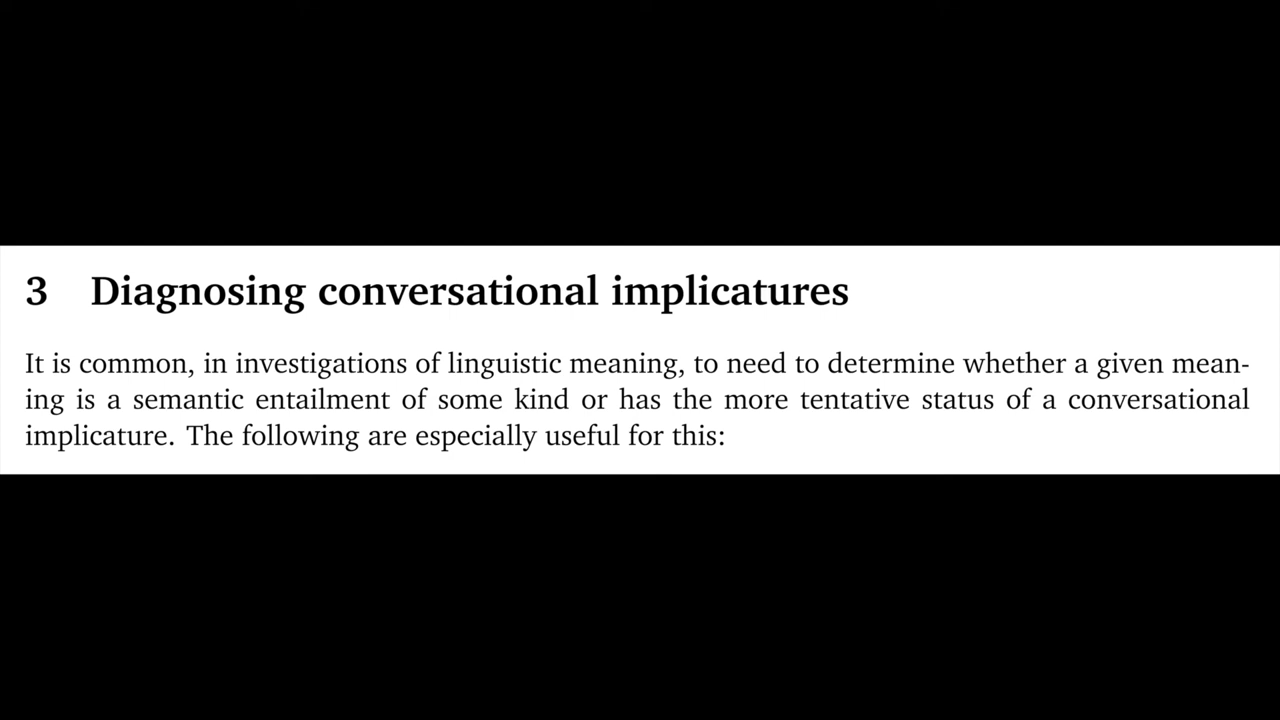 3 Diagnosing conversational implicatures
It is common, in investigations of linguistic meaning, to need to determine whether a given mean-
ing is a semantic entailment of some kind or has the more tentative status of a conversational
implicature. The following are especially useful for this: